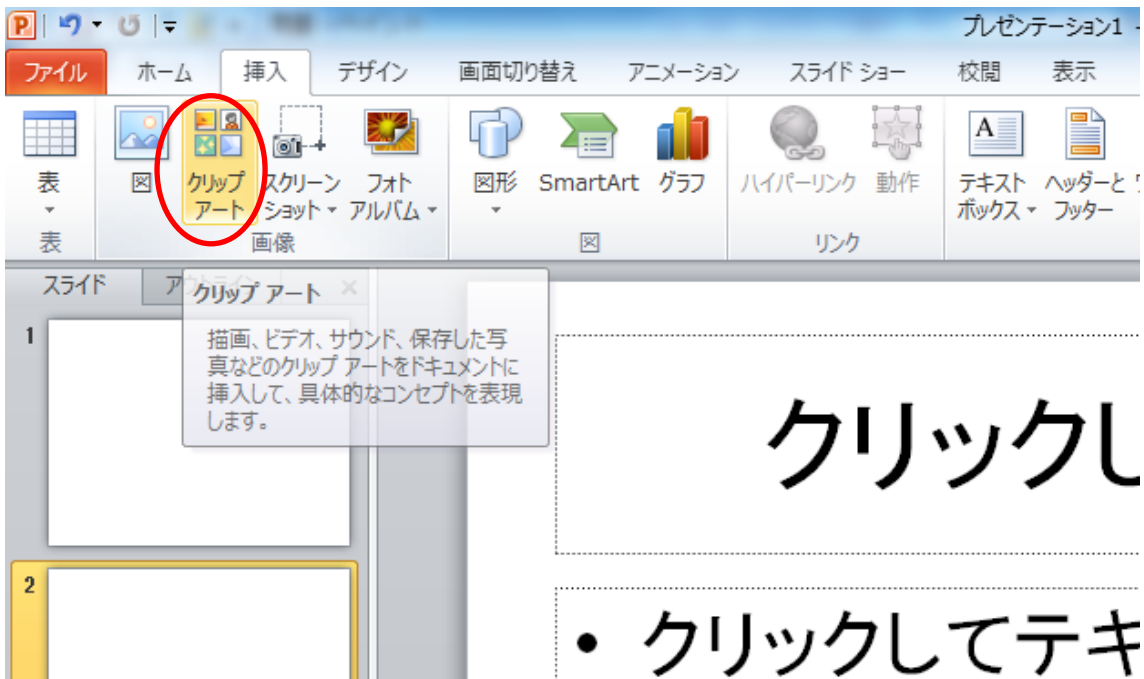 プレゼンテーション1 -
ファイル ホーム 挿入 デザイン 画面切り替え アニメーション スライド ショー 校閲 表示
表 図 クリップ アート スクリーン ショット フォト アルバム 図形 SmartArt グラフ ハイパーリンク 動作 テキスト ボックス ヘッダーと フッター
表 画像 図 リンク
スライド
クリップ アート
描画、ビデオ、サウンド、保存した写
真などのクリップ アートをドキュメントに
挿入して、具体的なコンセプトを表現
します。
1
2
クリックし
• クリックしてテキ